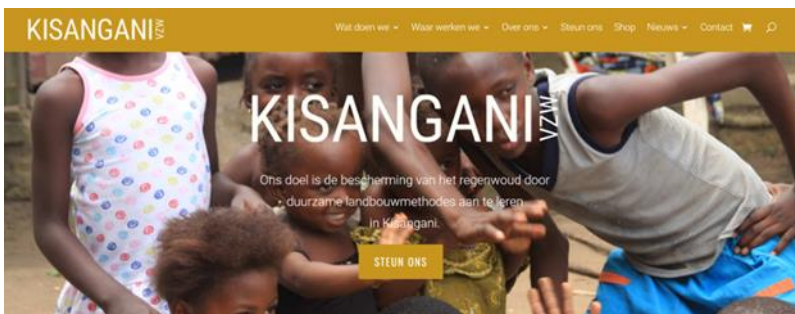 KISANGANI VZW
Wat doen we Waar werken we Over ons Steun ons Shop Nieuws Contact
KISANGANI VZW
Ons doel is de bescherming van het regenwoud door
duurzame landbouwmethodes aan te leren
in Kisangani.
STEUN ONS